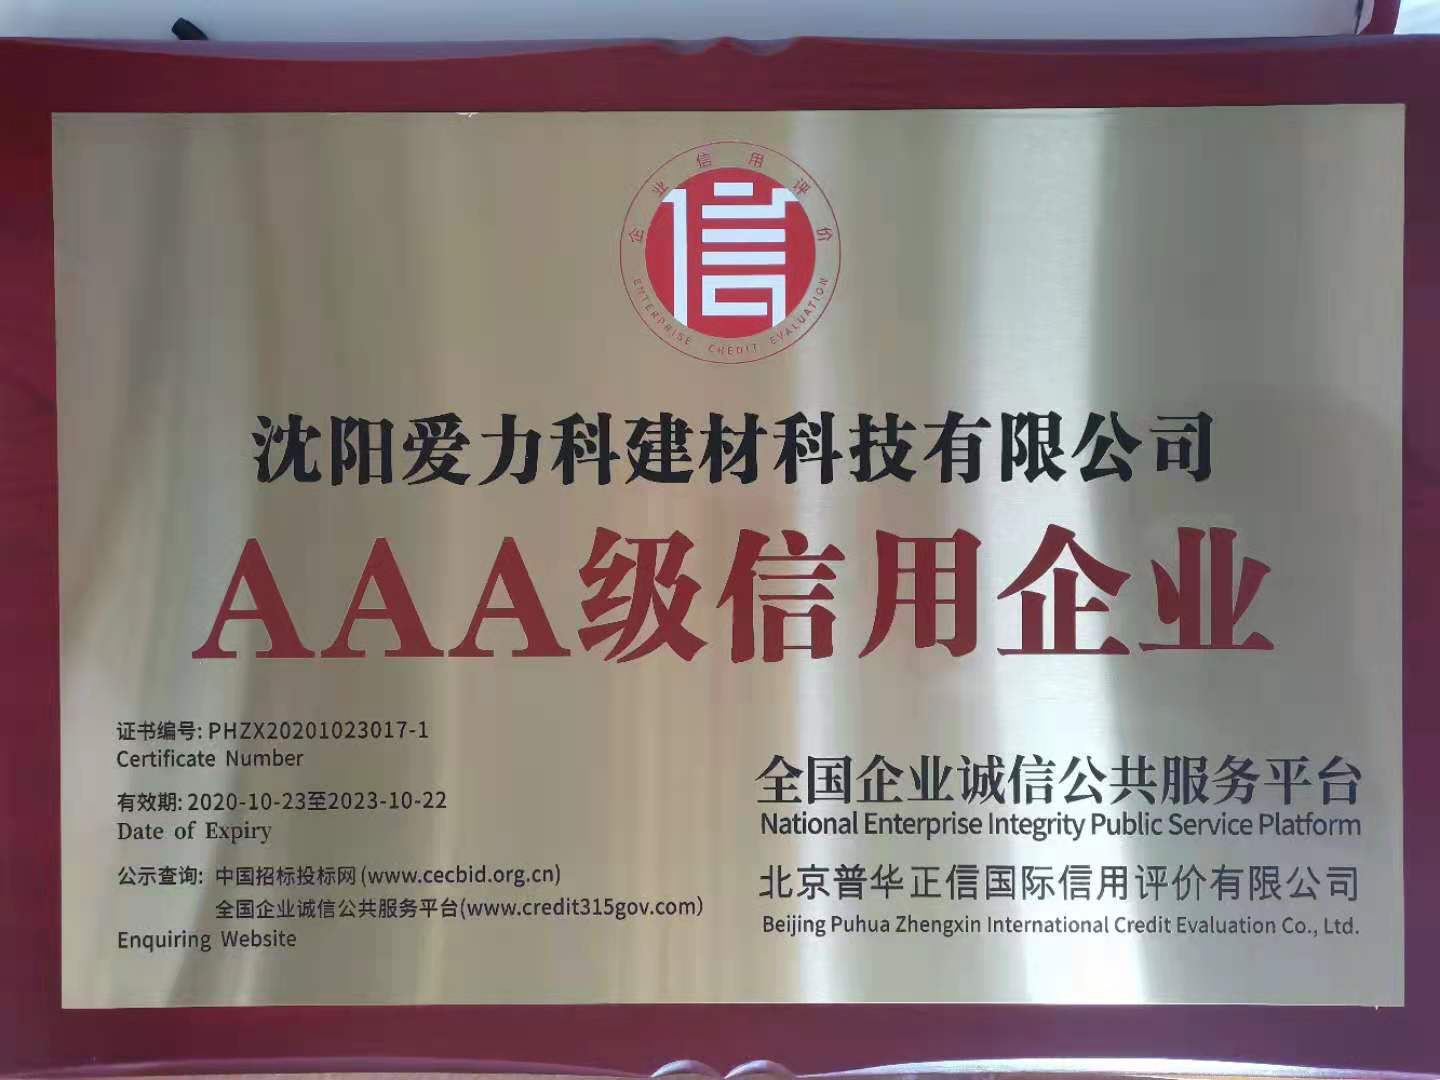 企业信用评价
信
ENTERPRISE CREDIT EVALUATION
沈阳爱力科建材科技有限公司
AAA级信用企业
证书编号: PHZX20201023017-1
Certificate Number
有效期: 2020-10-23至2023-10-22
Date of Expiry
公示查询: 中国招标投标网 (www.cecbid.org.cn)
全国企业诚信公共服务平台(www.credit315gov.com)
Enquiring Website
全国企业诚信公共服务平台
National Enterprise Integrity Public Service Platform
北京普华正信国际信用评价有限公司
Beijing Puhua Zhengxin International Credit Evaluation Co., Ltd.